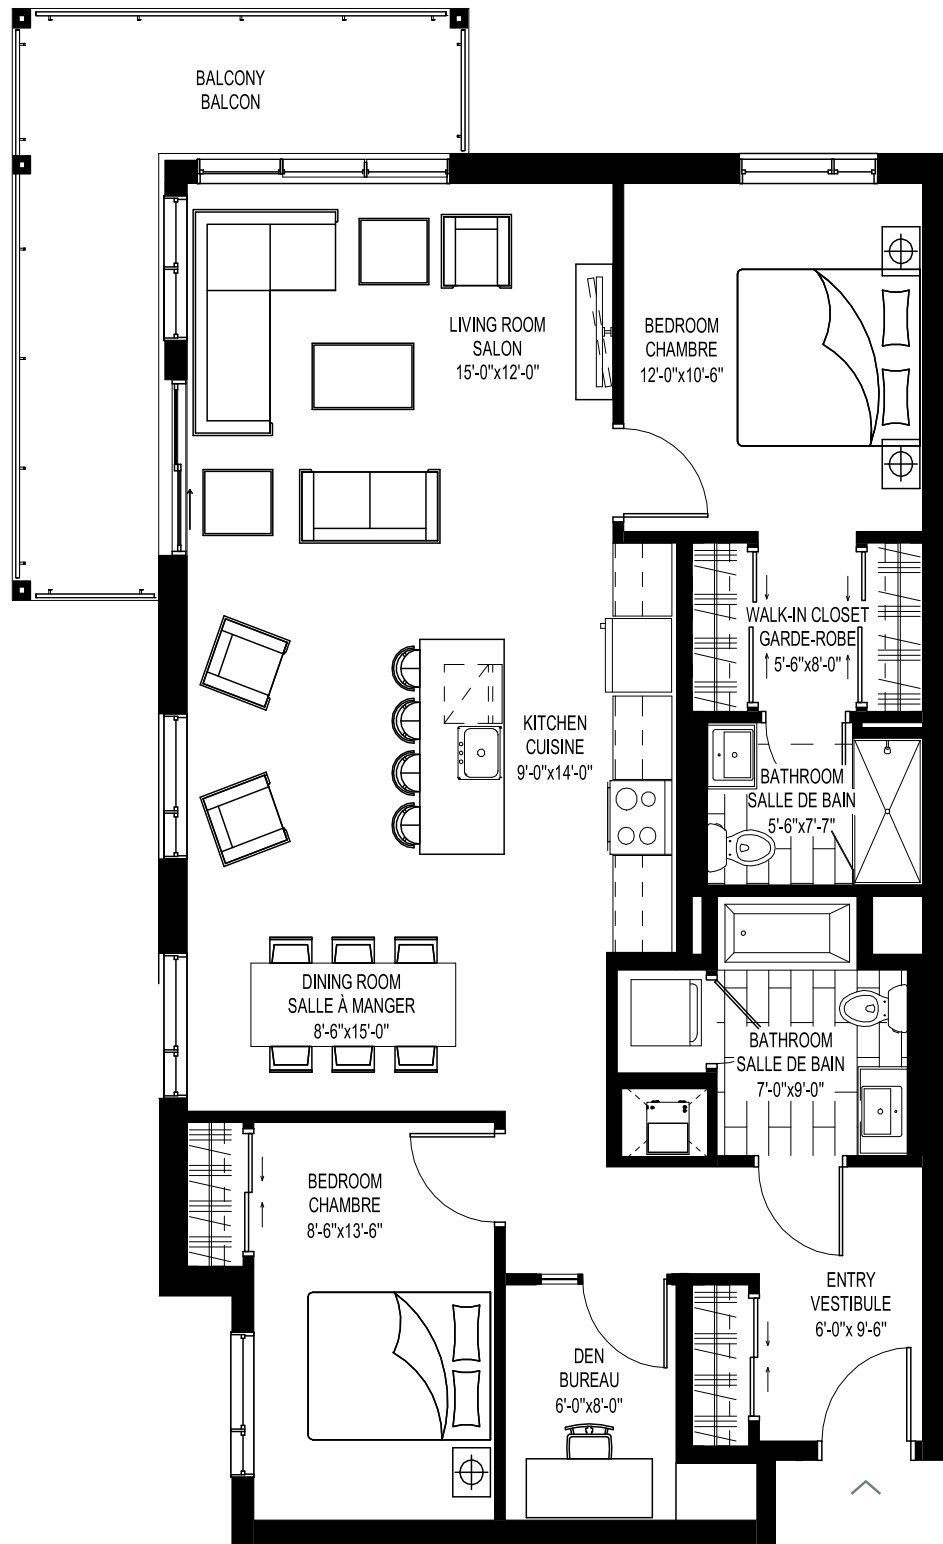 BALCONY
BALCON
LIVING ROOM
SALON
15'-0"x12'-0"
BEDROOM
CHAMBRE
12'-0"x10'-6"
WALK-IN CLOSET
GARDE-ROBE
5'-6"x8'-0"
KITCHEN
CUISINE
9'-0"x14'-0"
BATHROOM
SALLE DE BAIN
5'-6"x7'-7"
DINING ROOM
SALLE À MANGER
8'-6"x15'-0"
BATHROOM
SALLE DE BAIN
7'-0"x9'-0"
BEDROOM
CHAMBRE
8'-6"x13'-6"
ENTRY
VESTIBULE
6'-0"x 9'-6"
DEN
BUREAU
6'-0"x8'-0"